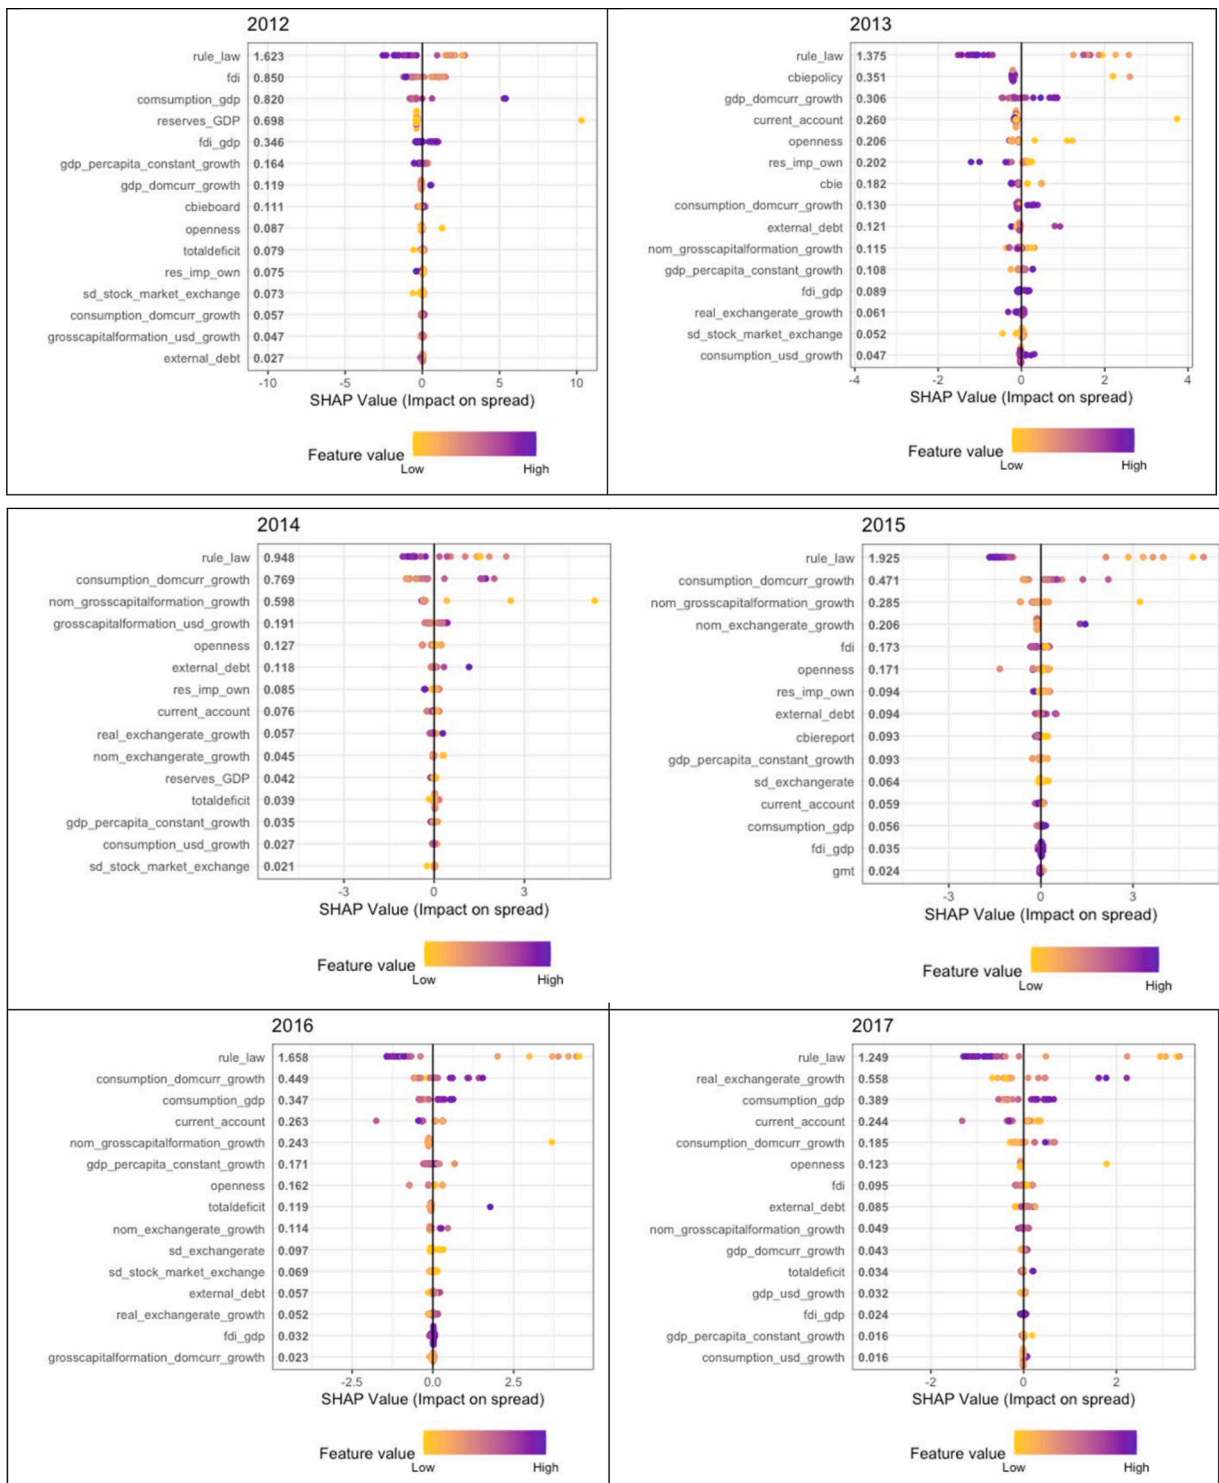 2012
rule_law 1.623
fdi 0.850
comsumption_gdp 0.820
reserves_GDP 0.698
fdi_gdp 0.346
gdp_percapita_constant_growth 0.164
gdp_domcurr_growth 0.119
cbieboard 0.111
openness 0.087
totaldeficit 0.079
res_imp_own 0.075
sd_stock_market_exchange 0.073
consumption_domcurr_growth 0.057
grosscapitalformation_usd_growth 0.047
external_debt 0.027
-10 -5 0 5 10
SHAP Value (Impact on spread)
Feature value
Low High
2013
rule_law 1.375
cbiepolicy 0.351
gdp_domcurr_growth 0.306
current_account 0.260
openness 0.206
res_imp_own 0.202
cbie 0.182
consumption_domcurr_growth 0.130
external_debt 0.121
nom_grosscapitalformation_growth 0.115
gdp_percapita_constant_growth 0.108
fdi_gdp 0.089
real_exchangerate_growth 0.061
sd_stock_market_exchange 0.052
consumption_usd_growth 0.047
-4 -2 0 2 4
SHAP Value (Impact on spread)
Feature value
Low High
2014
rule_law 0.948
consumption_domcurr_growth 0.769
nom_grosscapitalformation_growth 0.598
grosscapitalformation_usd_growth 0.191
openness 0.127
external_debt 0.118
res_imp_own 0.085
current_account 0.076
real_exchangerate_growth 0.057
nom_exchangerate_growth 0.045
reserves_GDP 0.042
totaldeficit 0.039
gdp_percapita_constant_growth 0.035
consumption_usd_growth 0.027
sd_stock_market_exchange 0.021
-3 0 3
SHAP Value (Impact on spread)
Feature value
Low High
2015
rule_law 1.925
consumption_domcurr_growth 0.471
nom_grosscapitalformation_growth 0.285
nom_exchangerate_growth 0.206
fdi 0.173
openness 0.171
res_imp_own 0.094
external_debt 0.094
cbiereport 0.093
gdp_percapita_constant_growth 0.093
sd_exchangerate 0.064
current_account 0.059
comsumption_gdp 0.056
fdi_gdp 0.035
gmt 0.024
-3 0 3
SHAP Value (Impact on spread)
Feature value
Low High
2016
rule_law 1.658
consumption_domcurr_growth 0.449
comsumption_gdp 0.347
current_account 0.263
nom_grosscapitalformation_growth 0.243
gdp_percapita_constant_growth 0.171
openness 0.162
totaldeficit 0.119
nom_exchangerate_growth 0.114
sd_exchangerate 0.097
sd_stock_market_exchange 0.069
external_debt 0.057
real_exchangerate_growth 0.052
fdi_gdp 0.032
grosscapitalformation_domcurr_growth 0.023
-2.5 0.0 2.5
SHAP Value (Impact on spread)
Feature value
Low High
2017
rule_law 1.249
real_exchangerate_growth 0.558
comsumption_gdp 0.389
current_account 0.244
consumption_domcurr_growth 0.185
openness 0.123
fdi 0.095
external_debt 0.085
nom_grosscapitalformation_growth 0.049
gdp_domcurr_growth 0.043
totaldeficit 0.034
gdp_usd_growth 0.032
fdi_gdp 0.024
gdp_percapita_constant_growth 0.016
consumption_usd_growth 0.016
-2 0 2
SHAP Value (Impact on spread)
Feature value
Low High